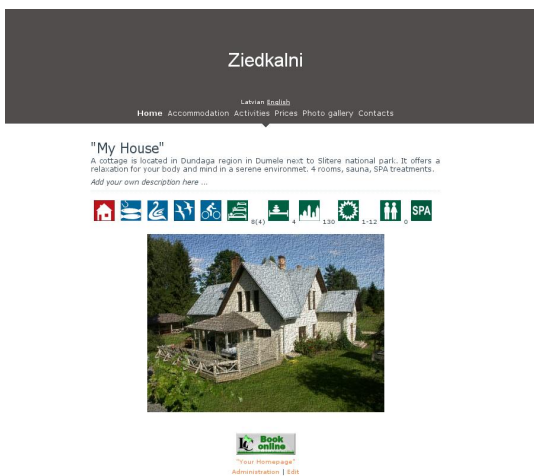 Ziedkalni
Latvian English
Home Accommodation Activities Prices Photo gallery Contacts
"My House"
A cottage is located in Dundaga region in Dumele next to Slitere national park. It offers a
relaxation for your body and mind in a serene environmet. 4 rooms, sauna, SPA treatments.
Add your own description here ...
8(4) 4 130 1-12 0 SPA
Book
online
"Your Homepage"
Administration | Edit